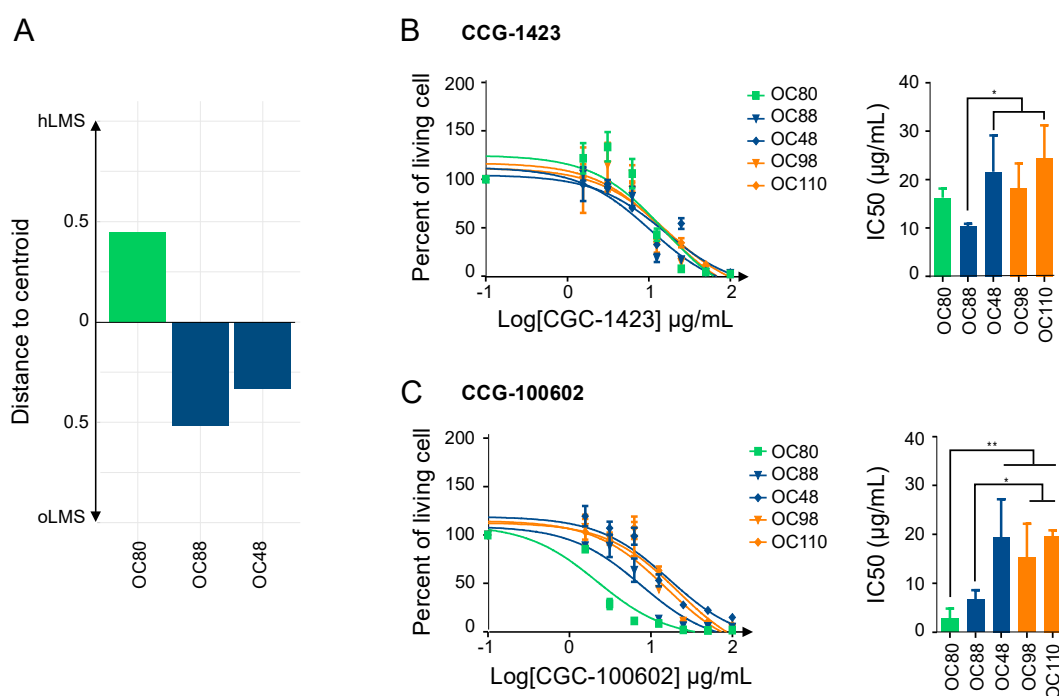 A
hLMS
0.5
0
0.5
oLMS
Distance to centroid
OC80
OC88
OC48
B CCG-1423
Percent of living cell
200
150
100
50
0
-1 0 1 2
Log[CGC-1423] µg/mL
OC80
OC88
OC48
OC98
OC110
IC50 (µg/mL)
40
30
20
10
0
*
OC80
OC88
OC48
OC98
OC110
C CCG-100602
Percent of living cell
200
150
100
50
0
-1 0 1 2
Log[CGC-100602] µg/mL
OC80
OC88
OC48
OC98
OC110
IC50 (µg/mL)
40
30
20
10
0
**
*
OC80
OC88
OC48
OC98
OC110